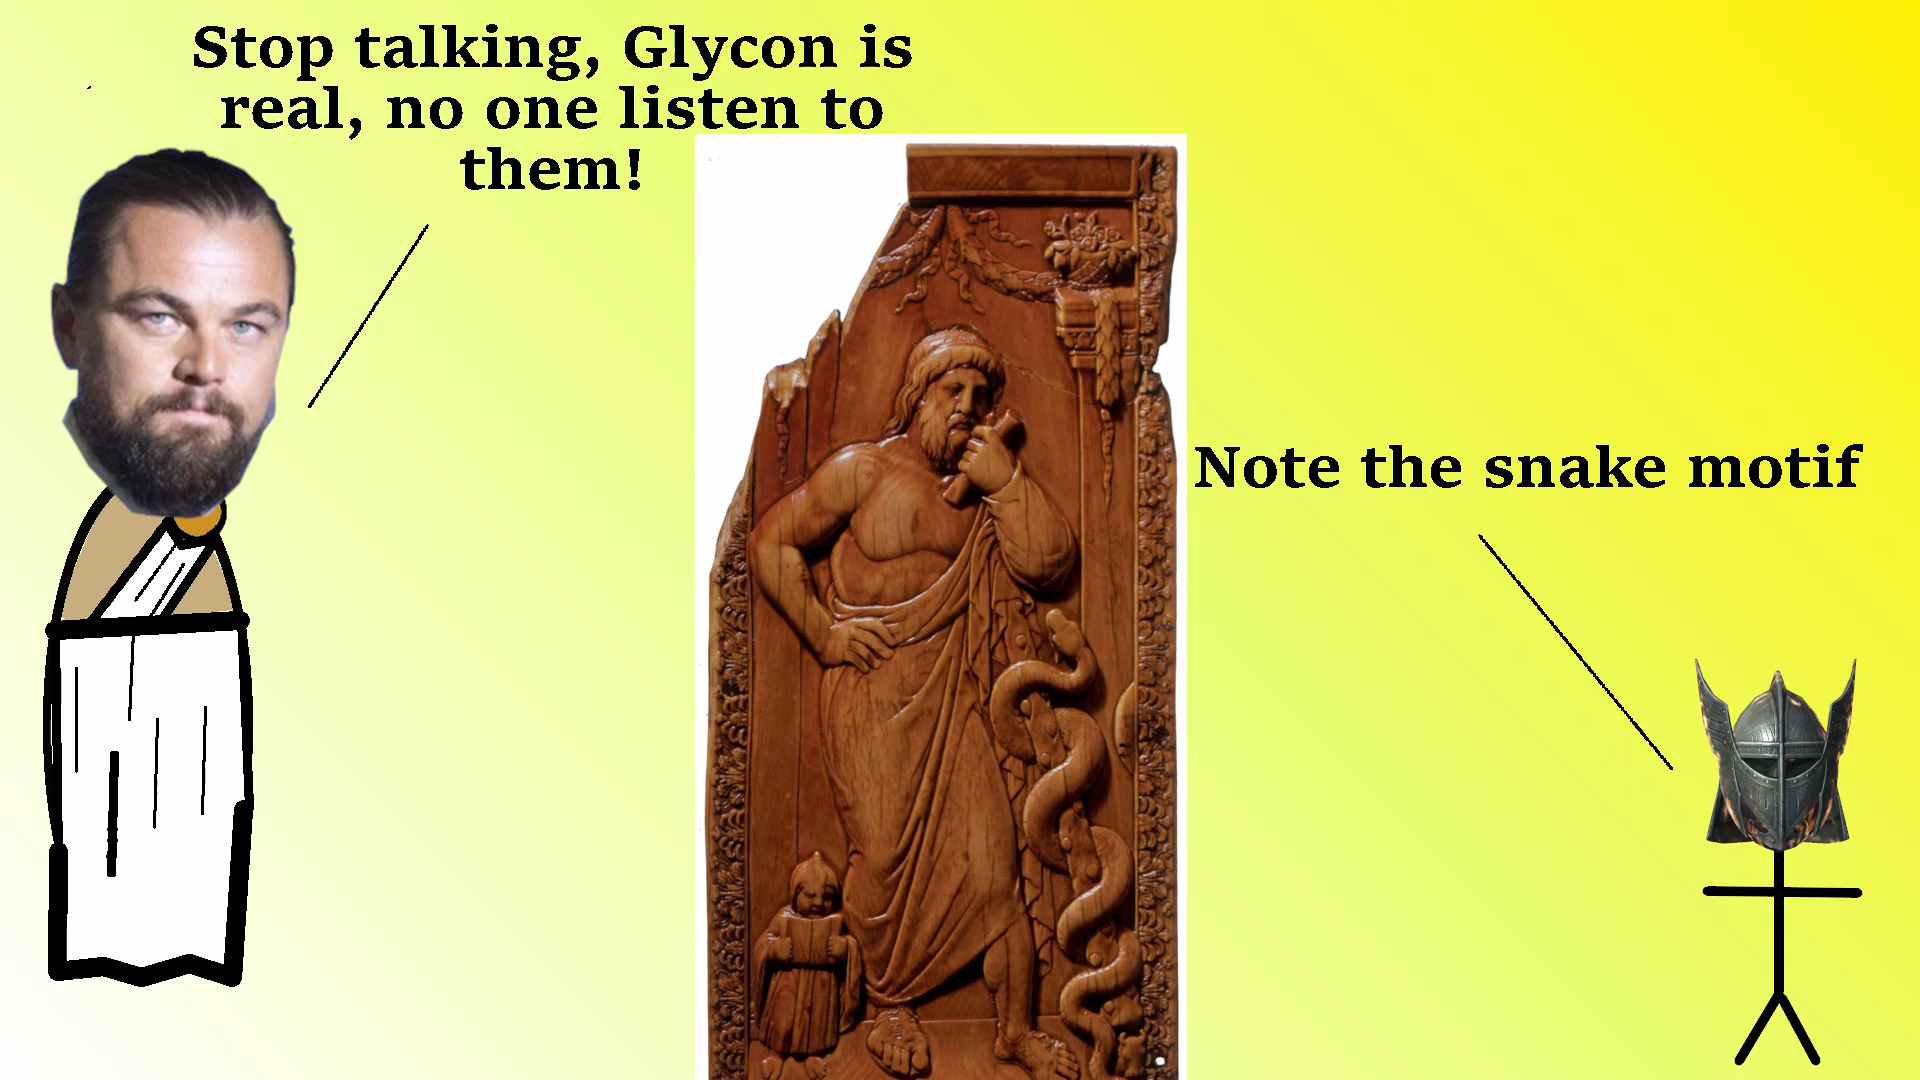 Stop talking, Glycon is
real, no one listen to
them!
Note the snake motif